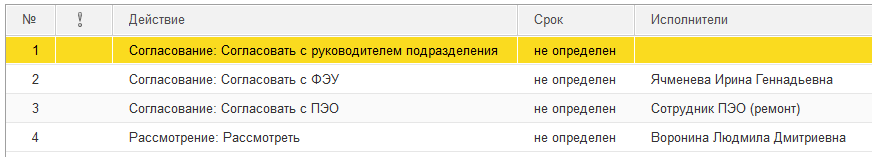 № Действие Срок Исполнители
1 Согласование: Согласовать с руководителем подразделения не определен
2 Согласование: Согласовать с ФЭУ не определен Ячменева Ирина Геннадьевна
3 Согласование: Согласовать с ПЭО не определен Сотрудник ПЭО (ремонт)
4 Рассмотрение: Рассмотреть не определен Воронина Людмила Дмитриевна